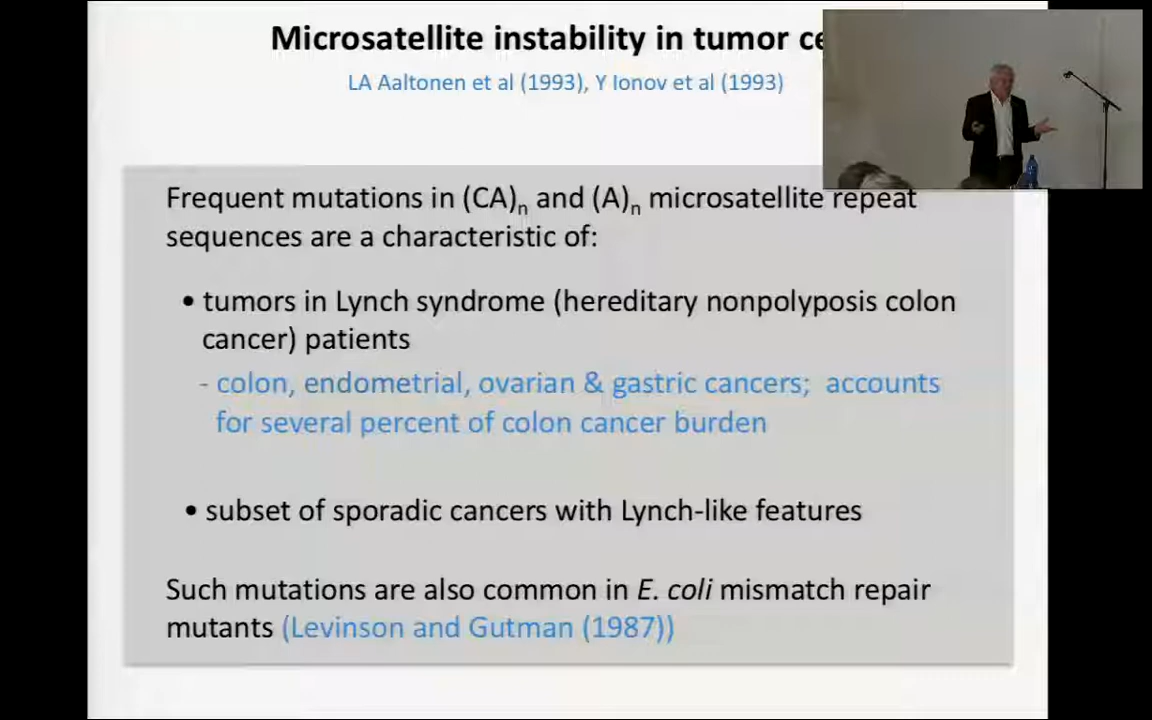 Microsatellite instability in tumor ce
LA Aaltonen et al (1993), Y Ionov et al (1993)
Frequent mutations in (CA)n and (A)n microsatellite repeat
sequences are a characteristic of:
• tumors in Lynch syndrome (hereditary nonpolyposis colon
cancer) patients
- colon, endometrial, ovarian & gastric cancers; accounts
for several percent of colon cancer burden
• subset of sporadic cancers with Lynch-like features
Such mutations are also common in E. coli mismatch repair
mutants (Levinson and Gutman (1987))